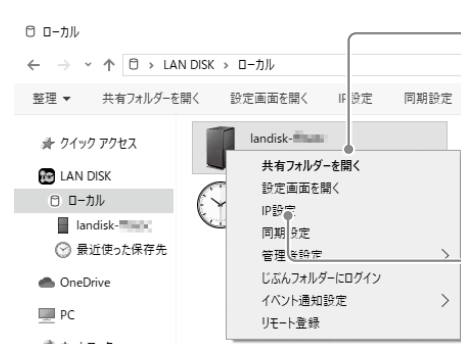 ローカル
LAN DISK › ローカル
整理 共有フォルダーを開く 設定画面を開く IP設定 同期設定
クイック アクセス
LAN DISK
ローカル
landisk-
最近使った保存先
OneDrive
PC
landisk-
共有フォルダーを開く
設定画面を開く
IP設定
同期設定
管理者設定
じぶんフォルダーにログイン
イベント通知設定
リモート登録